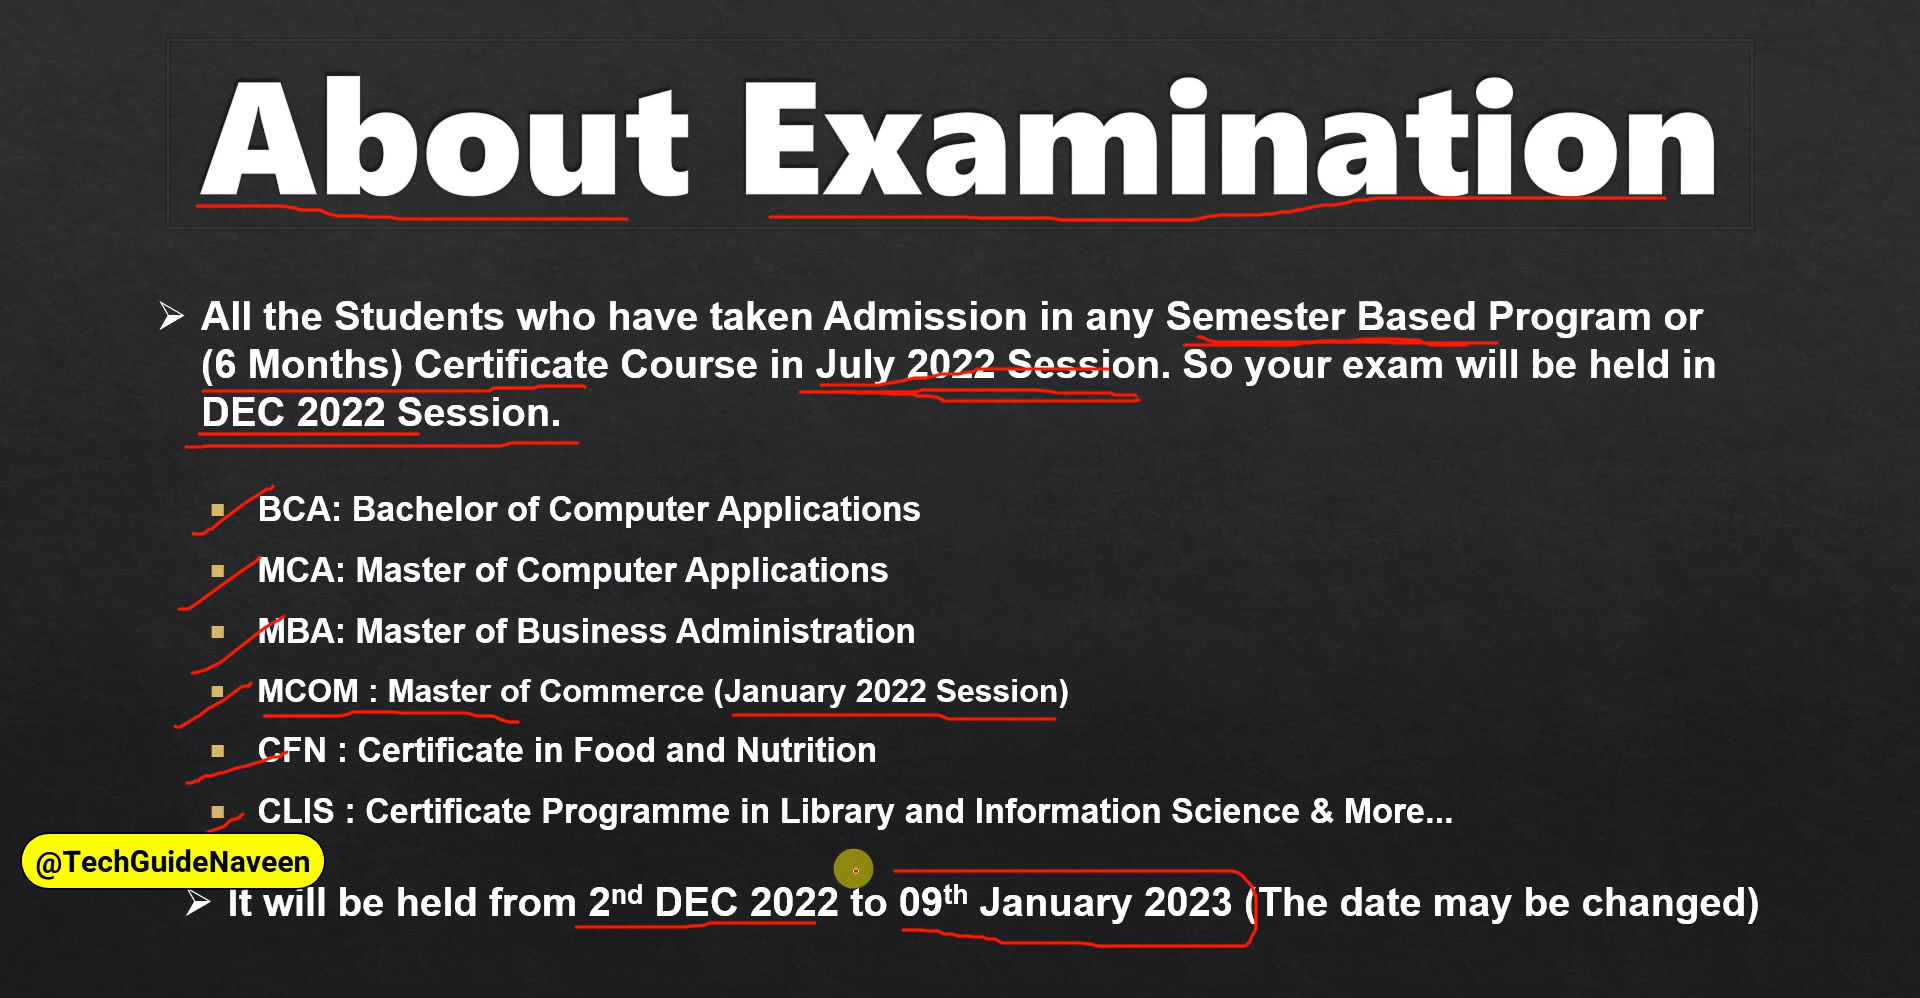 About Examination
All the Students who have taken Admission in any Semester Based Program or
(6 Months) Certificate Course in July 2022 Session. So your exam will be held in
DEC 2022 Session.
BCA: Bachelor of Computer Applications
MCA: Master of Computer Applications
MBA: Master of Business Administration
MCOM : Master of Commerce (January 2022 Session)
CFN : Certificate in Food and Nutrition
CLIS : Certificate Programme in Library and Information Science & More...
@TechGuideNaveen
It will be held from 2nd DEC 2022 to 09th January 2023 (The date may be changed)